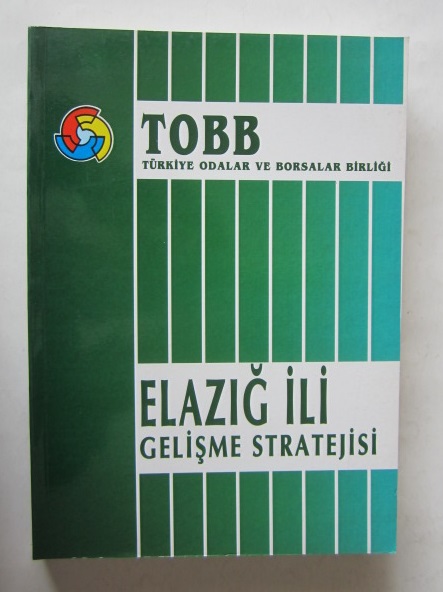 TOBB
TÜRKİYE ODALAR VE BORSALAR BİRLİĞİ
ELAZIĞ İLİ
GELİŞME STRATEJİSİ